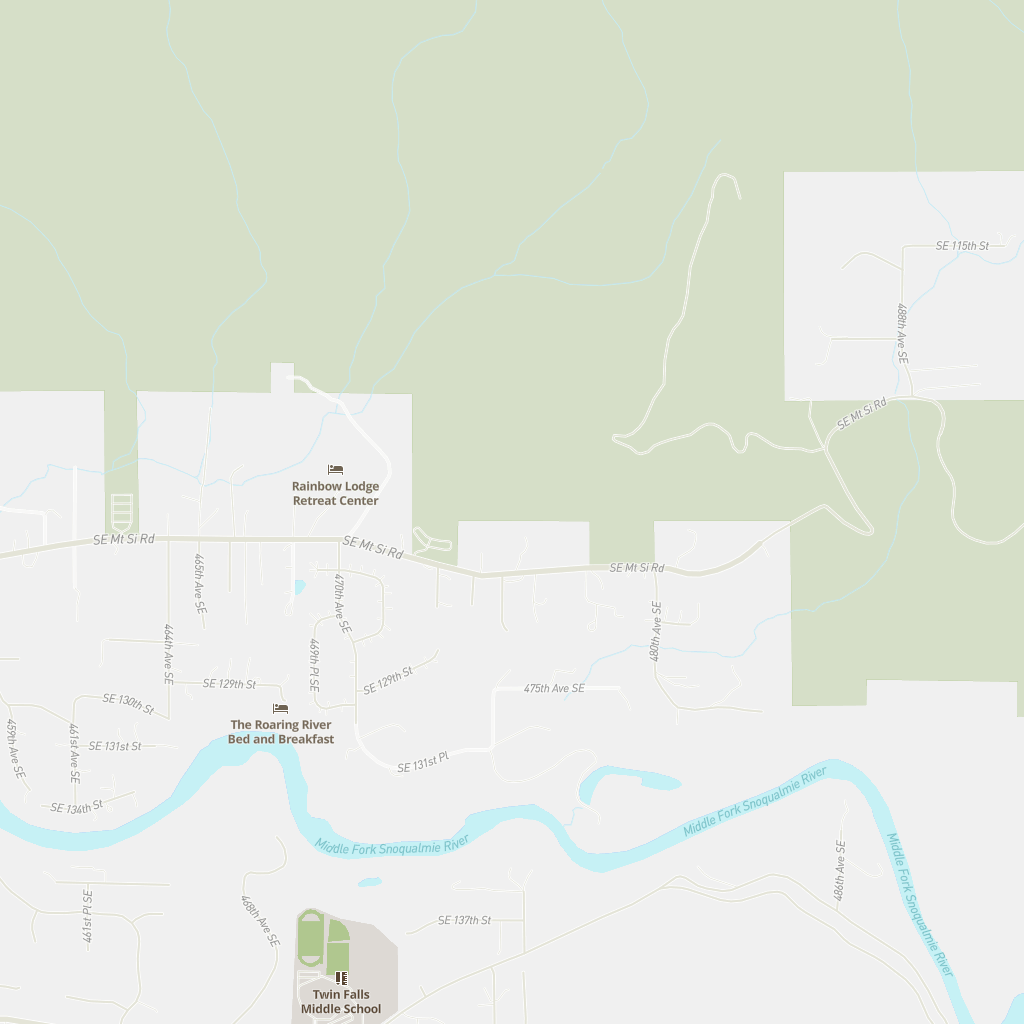 SE 115th St
488th Ave SE
SE Mt Si Rd
Rainbow Lodge
Retreat Center
SE Mt Si Rd
SE Mt Si Rd
SE Mt Si Rd
465th Ave SE
470th Ave SE
464th Ave SE
469th Pl SE
480th Ave SE
SE 129th St
SE 129th St
475th Ave SE
SE 130th St
459th Ave SE
461st Ave SE
SE 131st St
The Roaring River
Bed and Breakfast
SE 131st Pl
SE 134th St
Middle Fork Snoqualmie River
Middle Fork Snoqualmie River
Middle Fork Snoqualmie River
486th Ave SE
461st Pl SE
468th Ave SE
SE 137th St
Twin Falls
Middle School